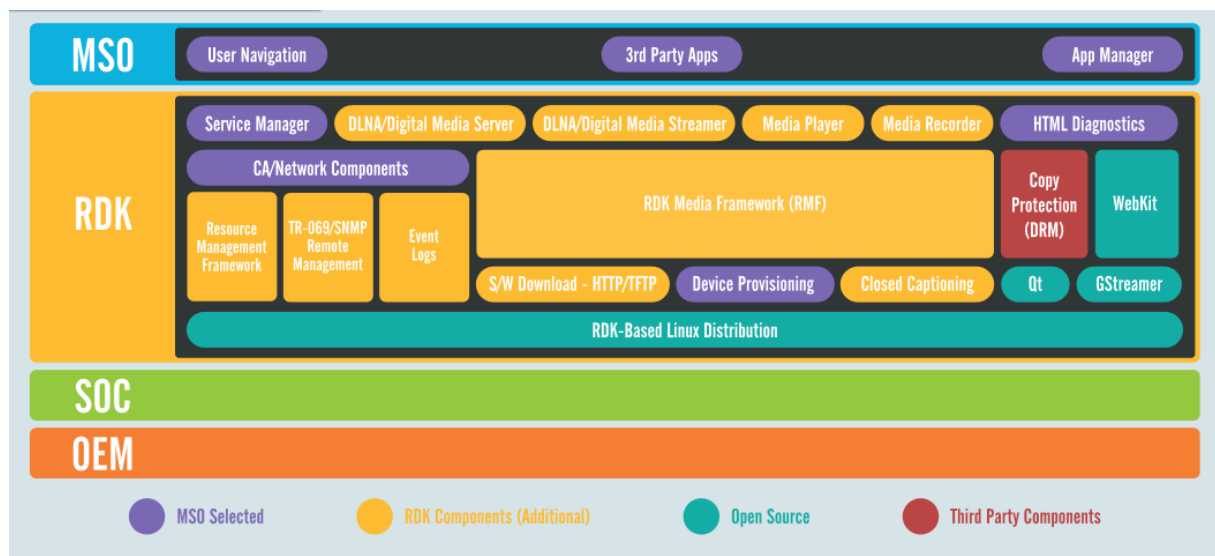 MSO
User Navigation
3rd Party Apps
App Manager
RDK
Service Manager
DLNA/Digital Media Server
DLNA/Digital Media Streamer
Media Player
Media Recorder
HTML Diagnostics
CA/Network Components
RDK Media Framework (RMF)
Copy
Protection
(DRM)
WebKit
Resource
Management
Framework
TR-069/SNMP
Remote
Management
Event
Logs
S/W Download - HTTP/TFTP
Device Provisioning
Closed Captioning
Qt
GStreamer
RDK-Based Linux Distribution
SOC
OEM
MSO Selected
RDK Components (Additional)
Open Source
Third Party Components